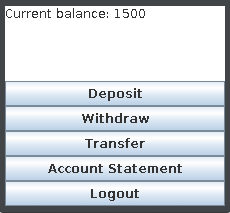 Current balance: 1500
Deposit
Withdraw
Transfer
Account Statement
Logout